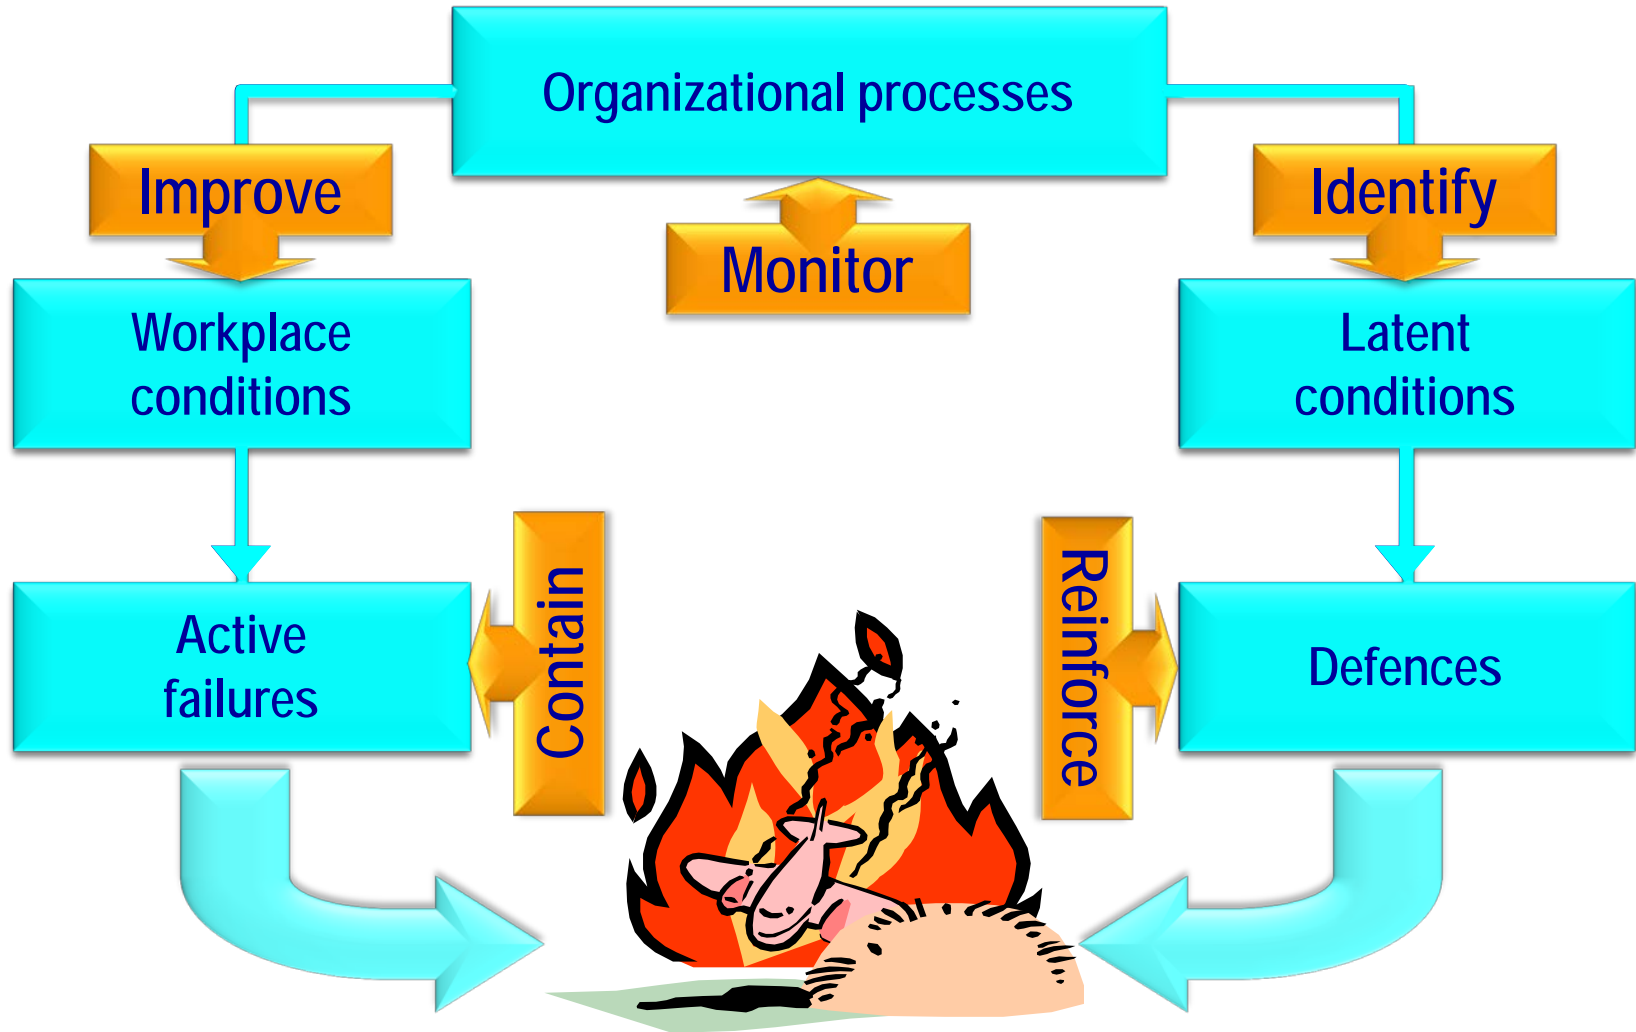 Organizational processes
Improve
Identify
Monitor
Workplace
conditions
Latent
conditions
Contain
Reinforce
Active
failures
Defences